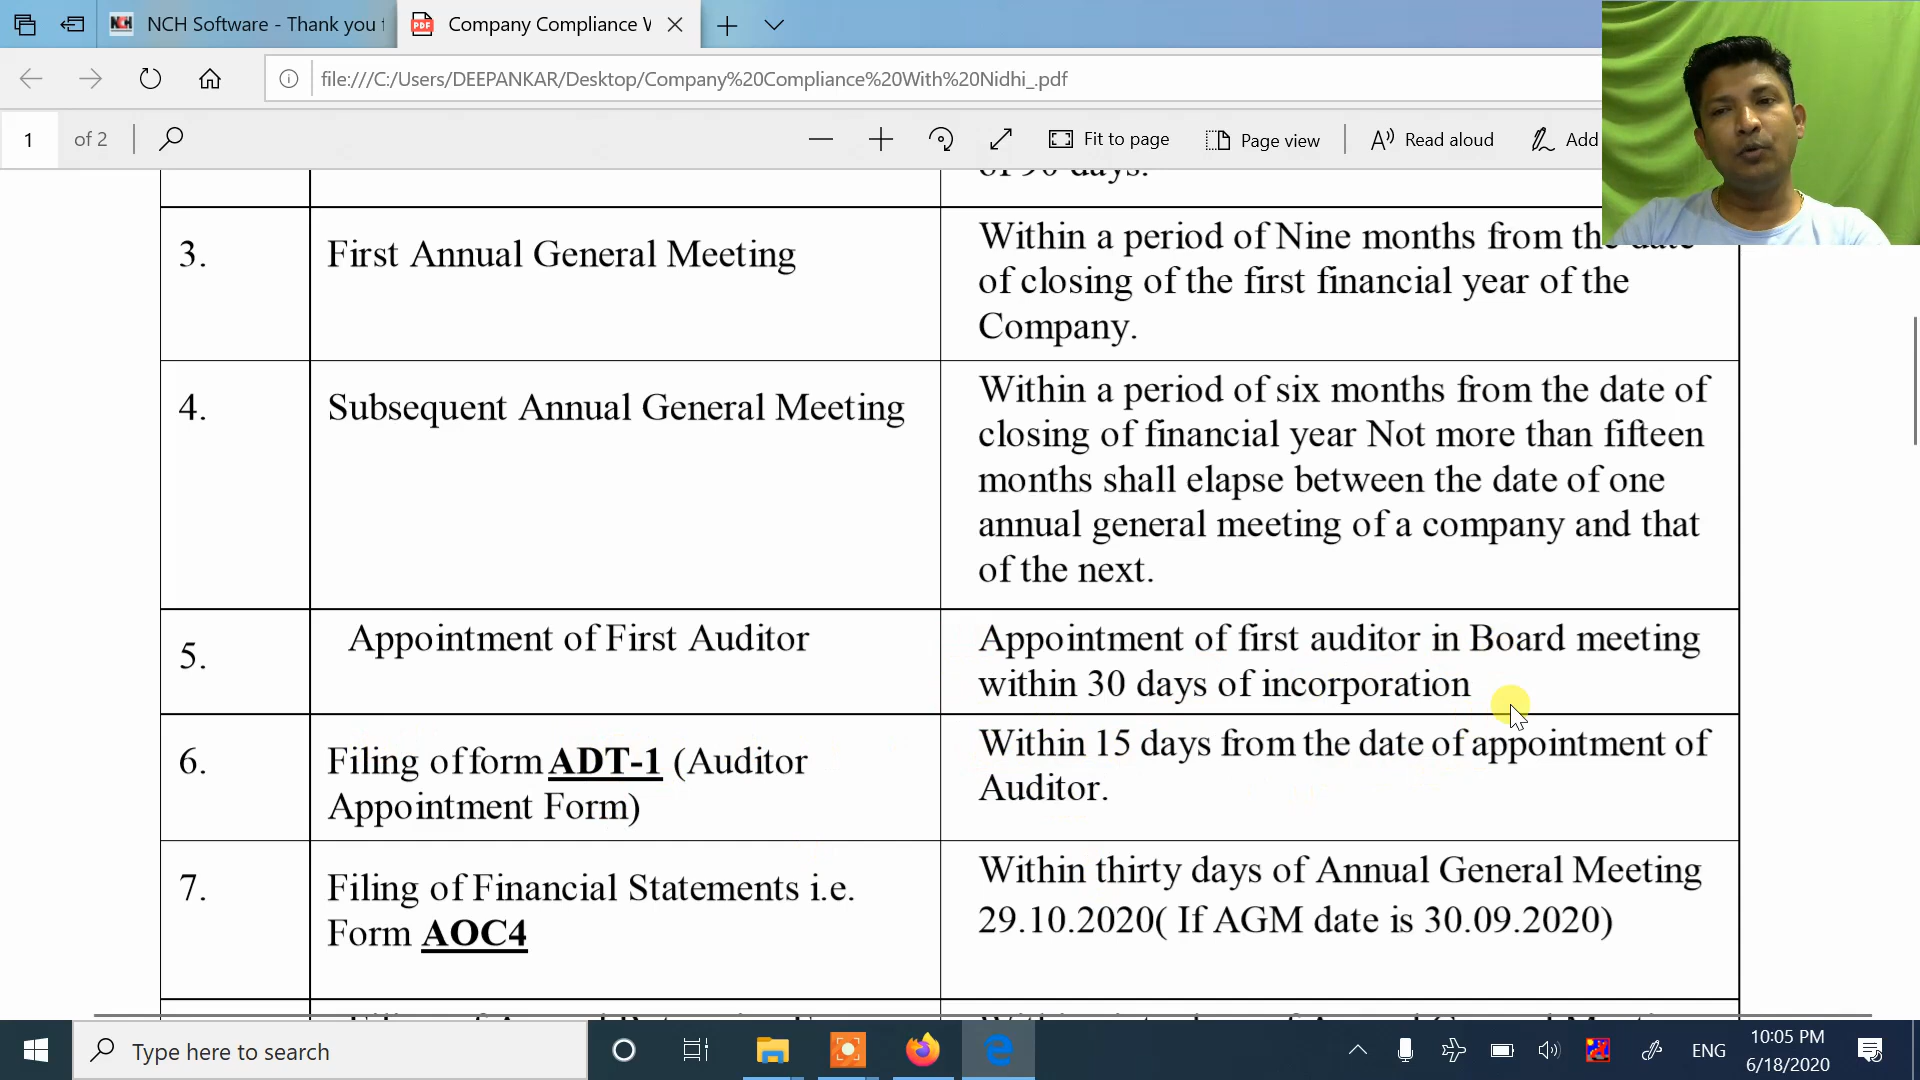 NCH Software - Thank you f
Company Compliance W
file:///C:/Users/DEEPANKAR/Desktop/Company%20Compliance%20With%20Nidhi_.pdf
1 of 2
Fit to page
Page view
Read aloud
Add
of 90 days.
3.
First Annual General Meeting
Within a period of Nine months from the date
of closing of the first financial year of the
Company.
4.
Subsequent Annual General Meeting
Within a period of six months from the date of
closing of financial year Not more than fifteen
months shall elapse between the date of one
annual general meeting of a company and that
of the next.
5.
Appointment of First Auditor
Appointment of first auditor in Board meeting
within 30 days of incorporation
6.
Filing of form ADT-1 (Auditor
Appointment Form)
Within 15 days from the date of appointment of
Auditor.
7.
Filing of Financial Statements i.e.
Form AOC4
Within thirty days of Annual General Meeting
29.10.2020( If AGM date is 30.09.2020)
Type here to search
ENG
10:05 PM
6/18/2020